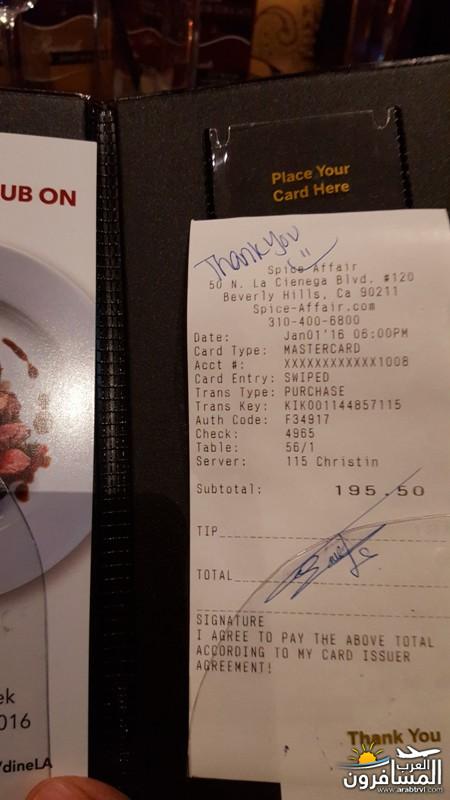 UB ON
Place Your
Card Here
Thank You
Spice Affair
50 N. La Cienega Blvd. #120
Beverly Hills, Ca 90211
Spice-Affair.com
310-400-6800
Date: Jan01'16 06:00PM
Card Type: MASTERCARD
Acct #: XXXXXXXXXXXX1008
Card Entry: SWIPED
Trans Type: PURCHASE
Trans Key: KIK001144857115
Auth Code: F34917
Check: 4965
Table: 56/1
Server: 115 Christin
Subtotal: 195.50
TIP
TOTAL
SIGNATURE
I AGREE TO PAY THE ABOVE TOTAL
ACCORDING TO MY CARD ISSUER
AGREEMENT!
ek
016
/dineLA
Thank You
العرب
المسافرون
www.arabtrvl.com